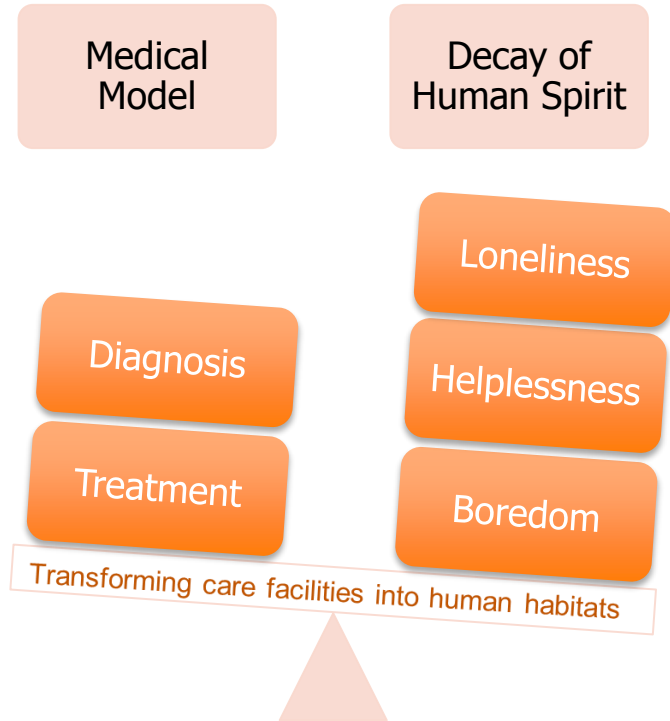 Medical
Model
Decay of
Human Spirit
Diagnosis
Treatment
Loneliness
Helplessness
Boredom
Transforming care facilities into human habitats